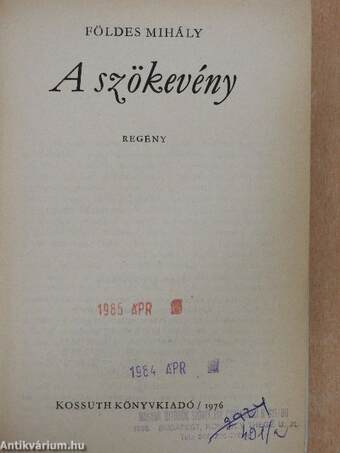 FÖLDES MIHÁLY
A szökevény
REGÉNY
1985 ÁPR
1984 ÁPR
KOSSUTH KÖNYVKIADÓ / 1976
Antikvárium.hu